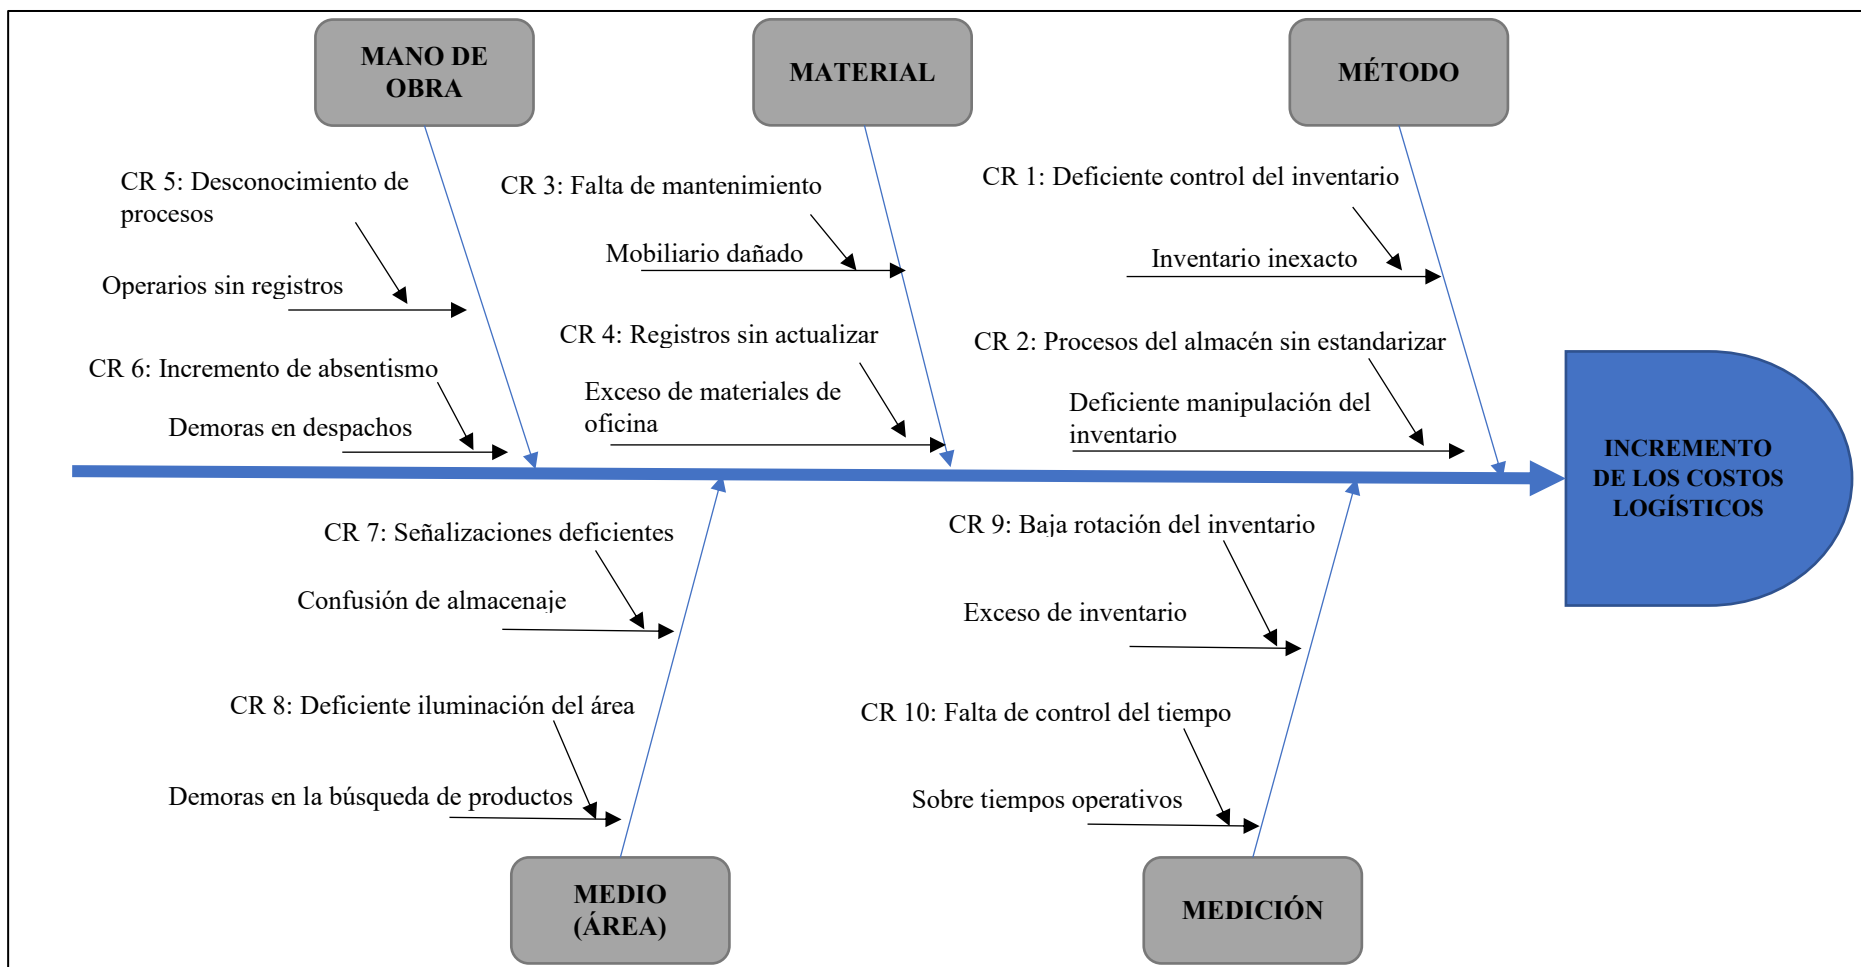 MANO DE
OBRA
MATERIAL
MÉTODO
CR 5: Desconocimiento de
procesos
CR 3: Falta de mantenimiento
CR 1: Deficiente control del inventario
Operarios sin registros
Mobiliario dañado
Inventario inexacto
CR 6: Incremento de absentismo
CR 4: Registros sin actualizar
CR 2: Procesos del almacén sin estandarizar
Demoras en despachos
Exceso de materiales de
oficina
Deficiente manipulación del
inventario
INCREMENTO
DE LOS COSTOS
LOGÍSTICOS
CR 7: Señalizaciones deficientes
CR 9: Baja rotación del inventario
Confusión de almacenaje
Exceso de inventario
CR 8: Deficiente iluminación del área
CR 10: Falta de control del tiempo
Demoras en la búsqueda de productos
Sobre tiempos operativos
MEDIO
(ÁREA)
MEDICIÓN